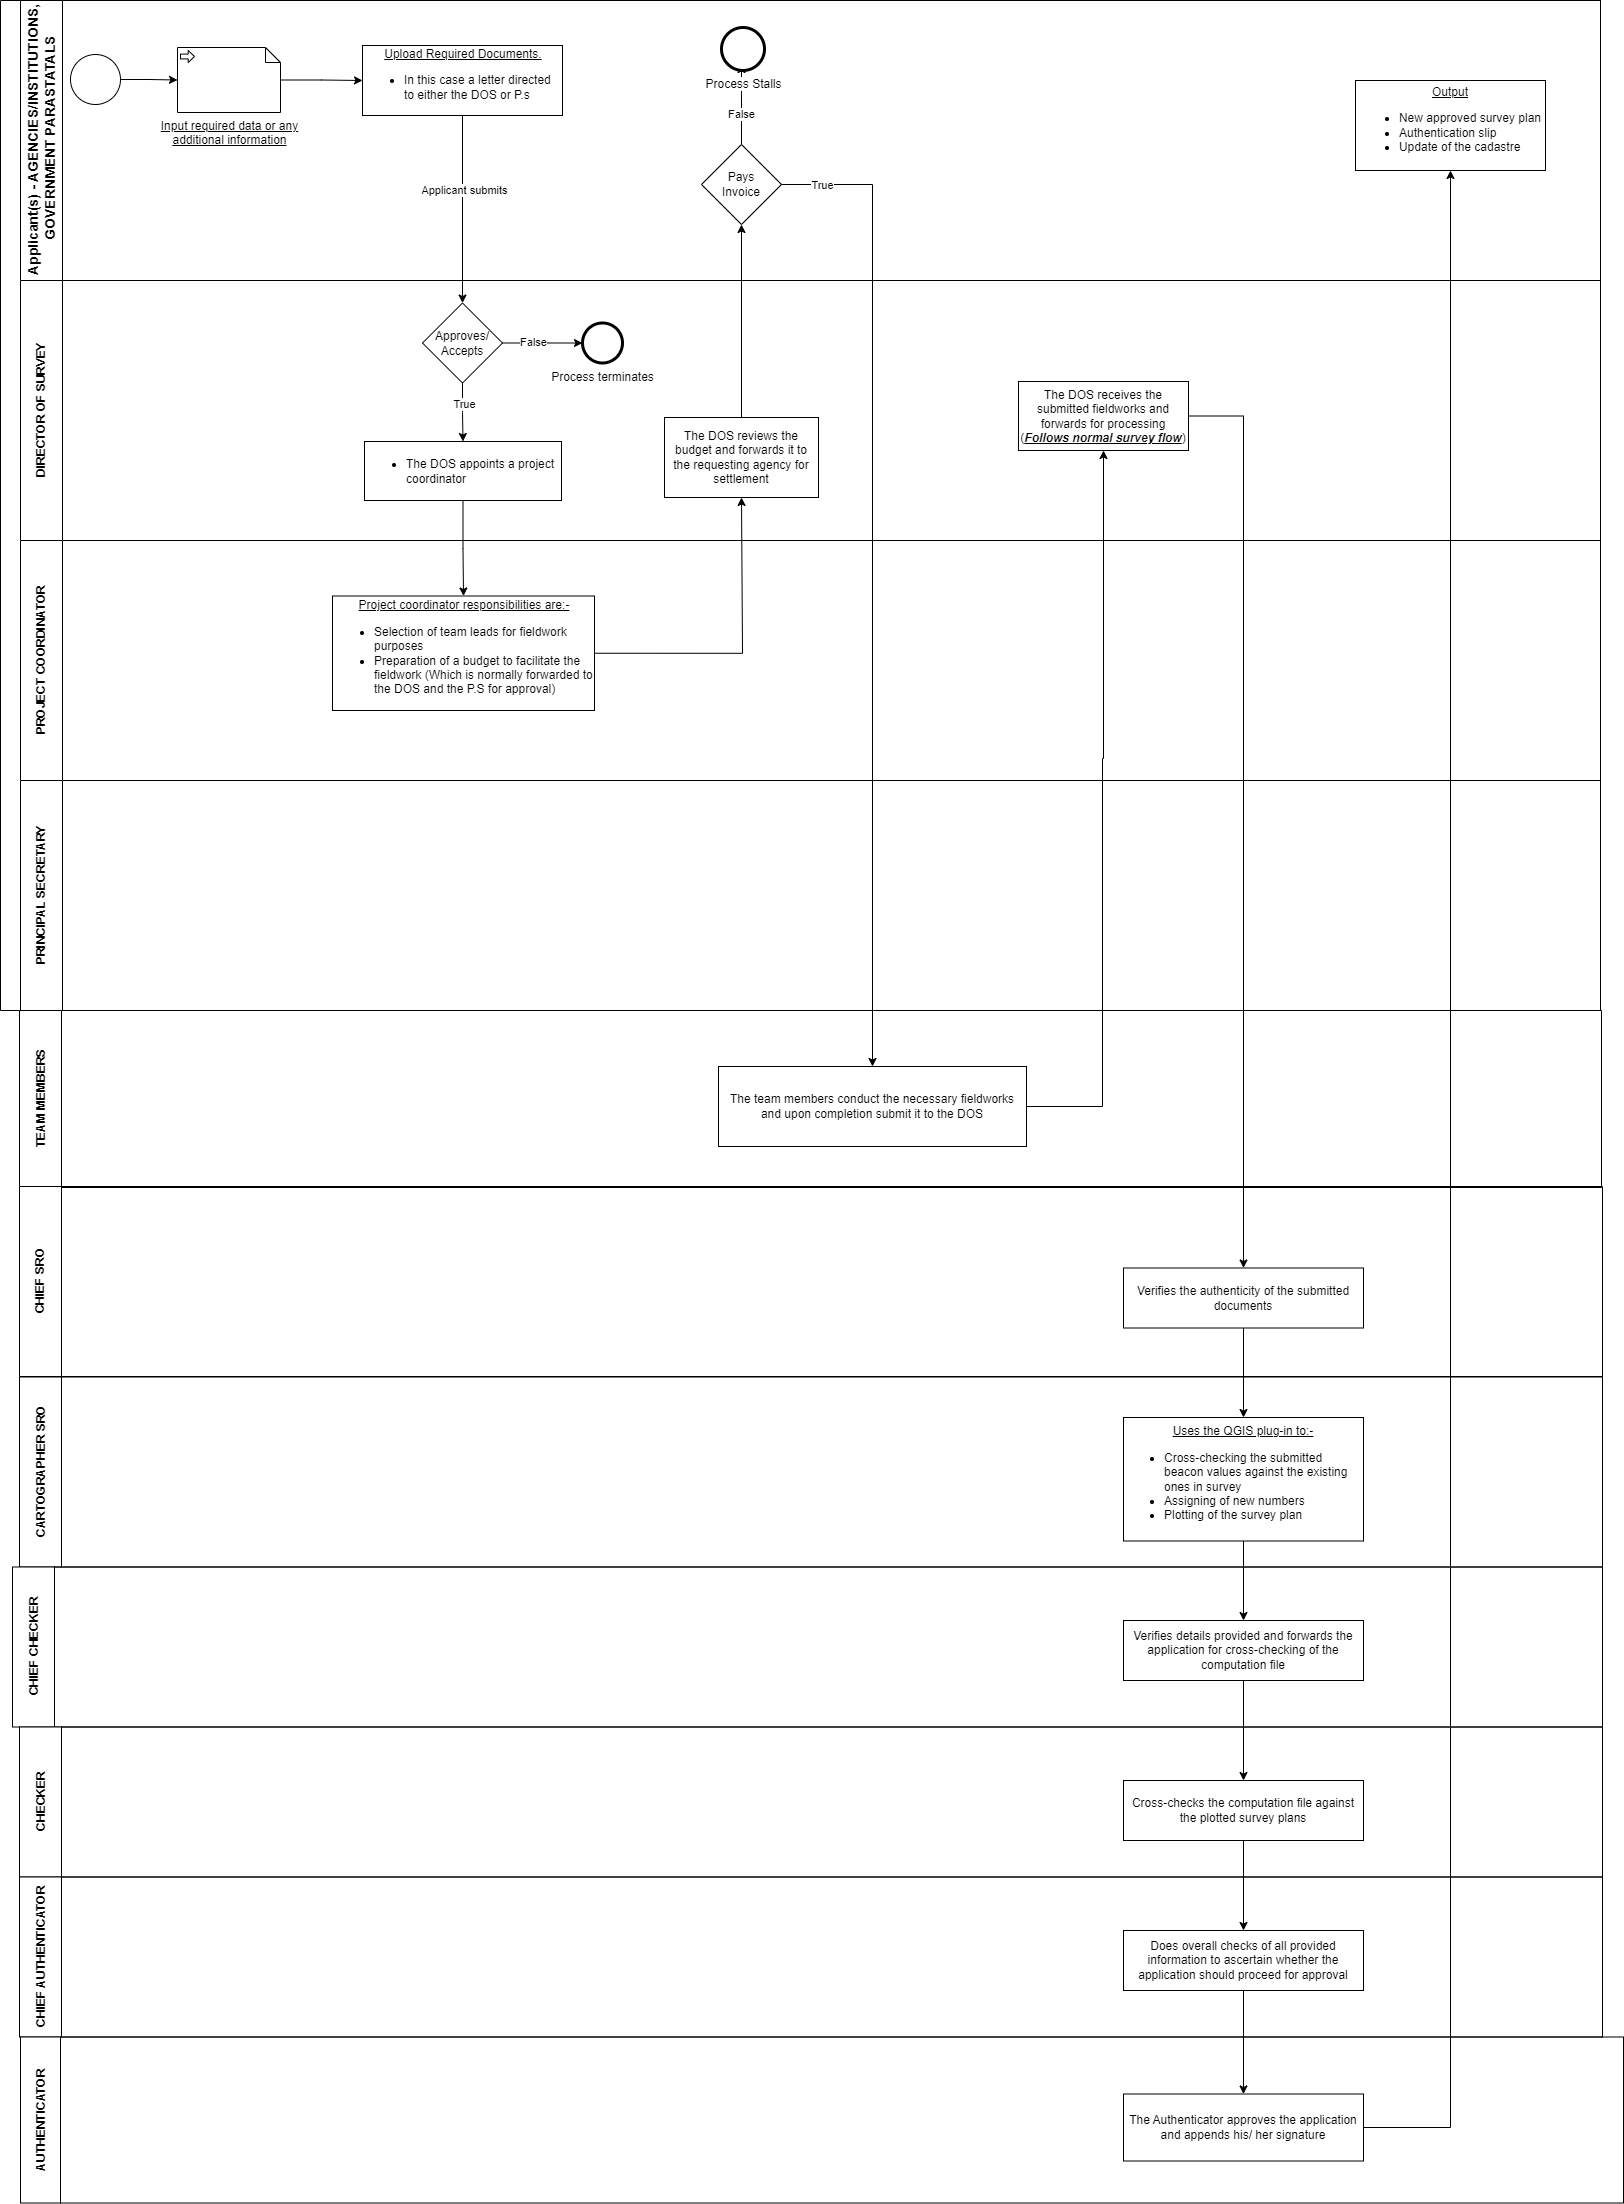 Applicant(s) - AGENCIES/INSTITUTIONS,
GOVERNMENT PARASTATALS
Input required data or any
additional information
Upload Required Documents.
In this case a letter directed
to either the DOS or P.s
Applicant submits
Process Stalls
False
Pays
Invoice
True
Output
New approved survey plan
Authentication slip
Update of the cadastre
DIRECTOR OF SURVEY
Approves/
Accepts
False
Process terminates
True
The DOS appoints a project
coordinator
The DOS reviews the
budget and forwards it to
the requesting agency for
settlement
The DOS receives the
submitted fieldworks and
forwards for processing
(Follows normal survey flow)
PROJECT COORDINATOR
Project coordinator responsibilities are:-
Selection of team leads for fieldwork
purposes
Preparation of a budget to facilitate the
fieldwork (Which is normally forwarded to
the DOS and the P.S for approval)
PRINCIPAL SECRETARY
TEAM MEMBERS
The team members conduct the necessary fieldworks
and upon completion submit it to the DOS
CHIEF SRO
Verifies the authenticity of the submitted
documents
CARTOGRAPHER SRO
Uses the QGIS plug-in to:-
Cross-checking the submitted
beacon values against the existing
ones in survey
Assigning of new numbers
Plotting of the survey plan
CHIEF CHECKER
Verifies details provided and forwards the
application for cross-checking of the
computation file
CHECKER
Cross-checks the computation file against
the plotted survey plans
CHIEF AUTHENTICATOR
Does overall checks of all provided
information to ascertain whether the
application should proceed for approval
AUTHENTICATOR
The Authenticator approves the application
and appends his/ her signature